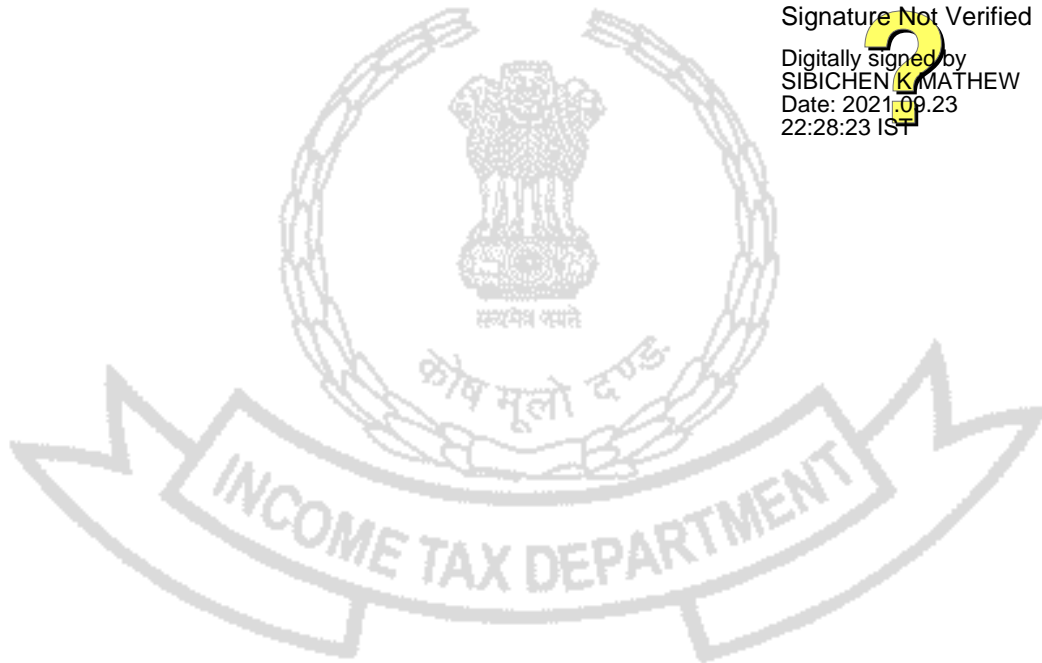 Signature Not Verified
Digitally signed by
SIBICHEN K MATHEW
Date: 2021.09.23
22:28:23 IST
सत्यमेव जयते
कोष मूलो दण्ड:
INCOME TAX DEPARTMENT